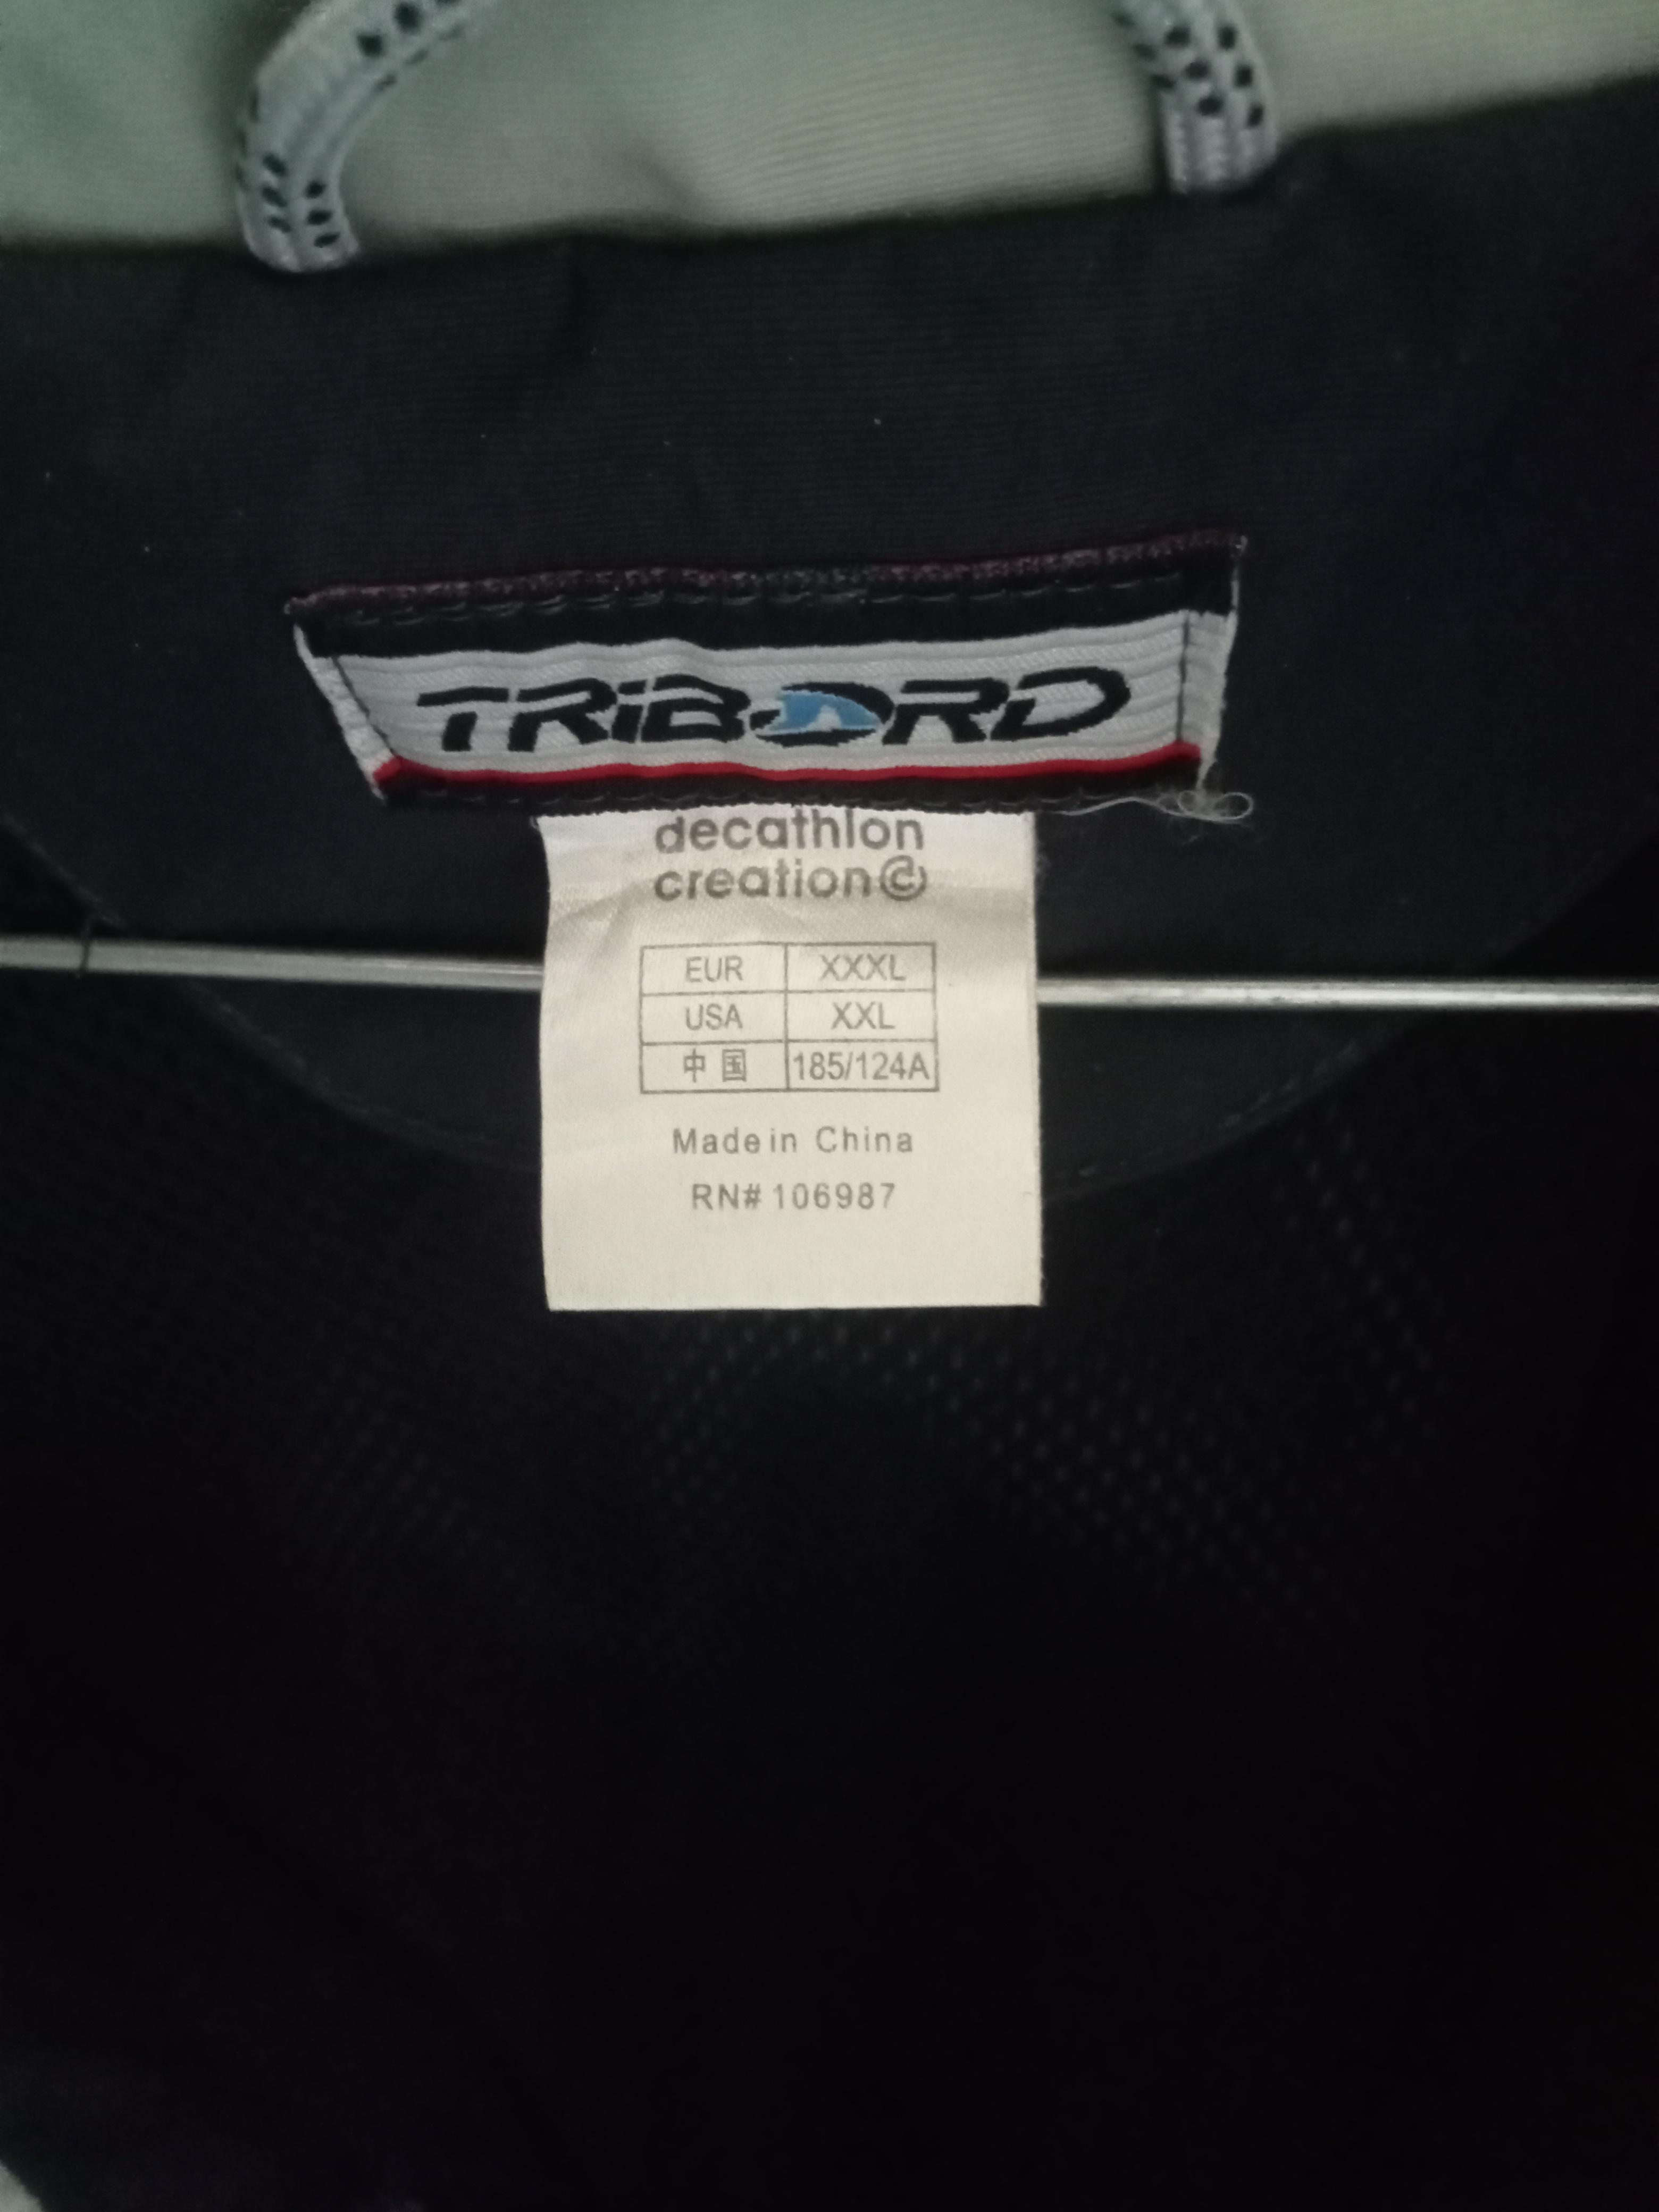 TRiBORD
decathlon
creation©
EUR XXXL
USA XXL
中国 185/124A
Made in China
RN# 106987